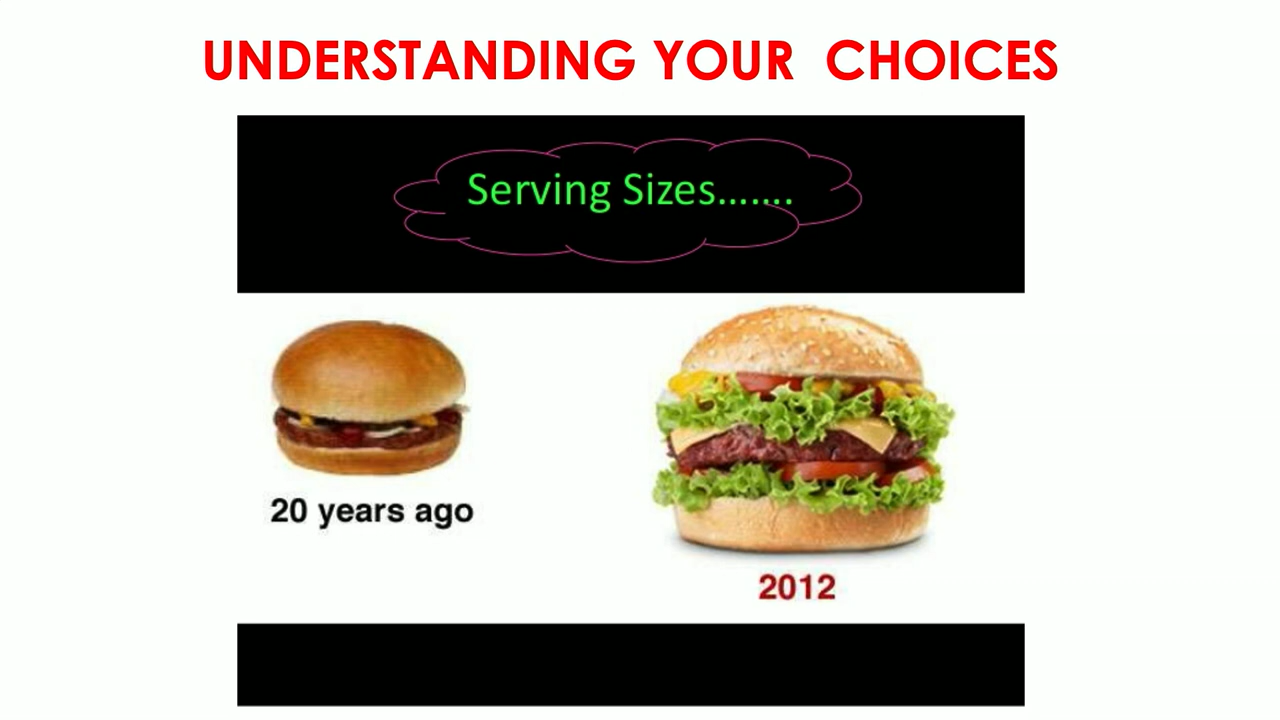 UNDERSTANDING YOUR CHOICES
Serving Sizes.......
20 years ago
2012